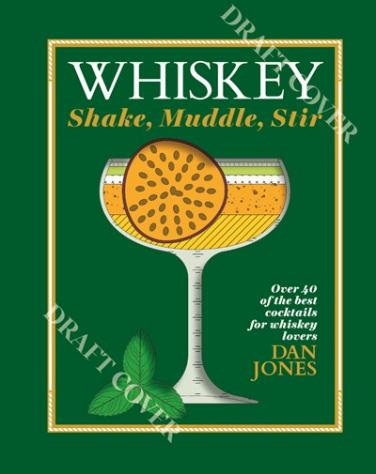 DRAFT COVER
WHISKEY
Shake, Muddle, Stir
Over 40
of the best
cocktails
for whiskey
lovers
DAN
JONES
DRAFT COVER